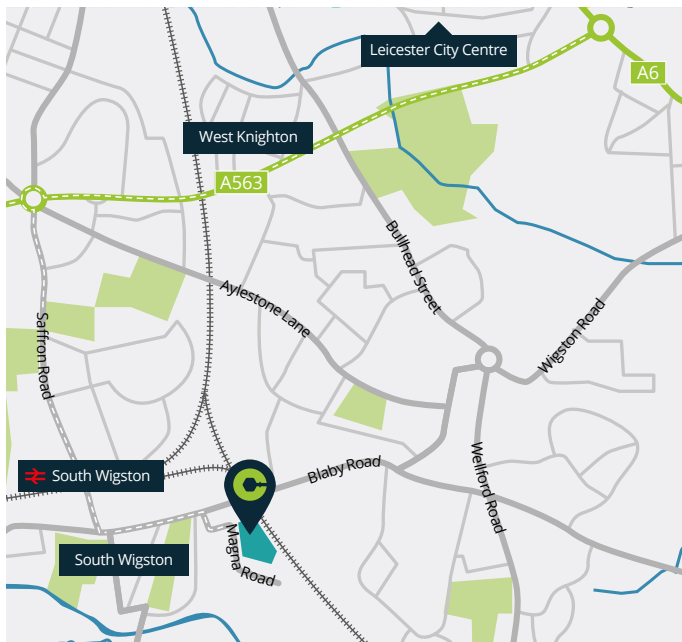 Leicester City Centre
A6
West Knighton
A563
Bullhead Street
Aylestone Lane
Wigston Road
Saffron Road
South Wigston
Blaby Road
Wellford Road
Magna Road
South Wigston